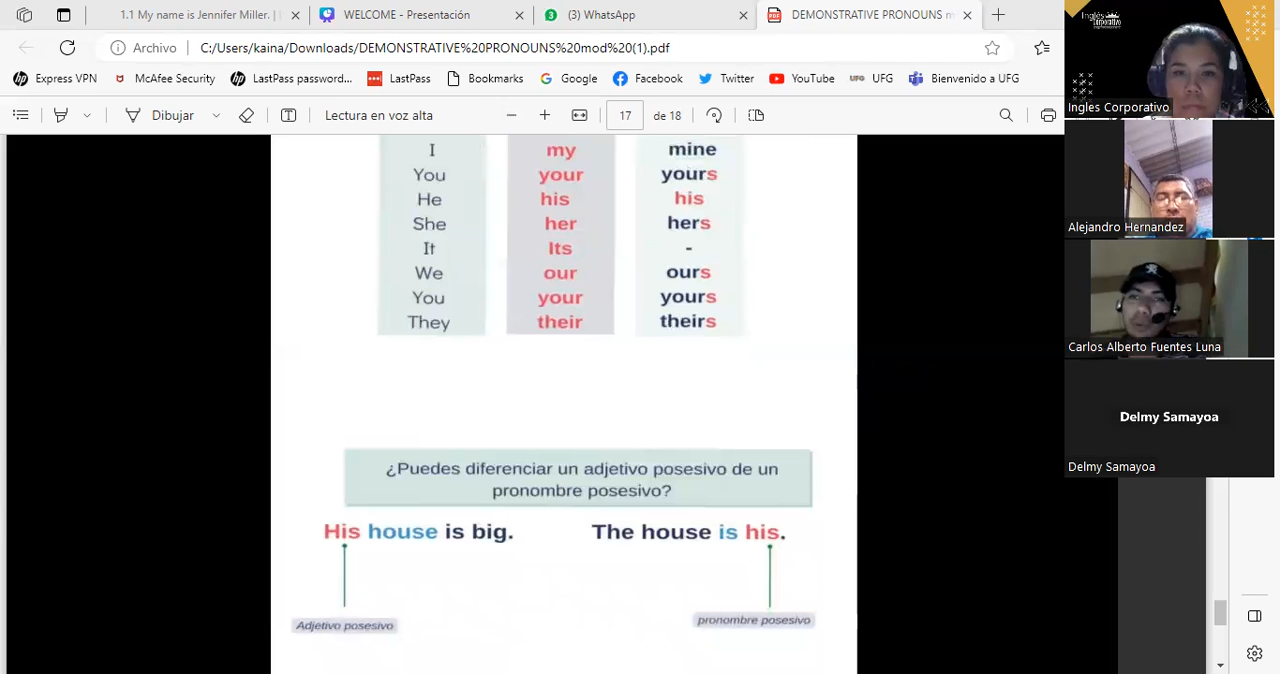 1.1 My name is Jennifer Miller. |
WELCOME - Presentación
3
(3) WhatsApp
PDF
DEMONSTRATIVE PRONOUNS m
Archivo
C:/Users/kaina/Downloads/DEMONSTRATIVE%20PRONOUNS%20mod%20(1).pdf
Express VPN
McAfee Security
LastPass password...
LastPass
Bookmarks
Google
Facebook
Twitter
YouTube
UFG
UFG
Bienvenido a UFG
Dibujar
Lectura en voz alta
17
de 18
I my mine
You your yours
He his his
She her hers
It Its -
We our ours
You your yours
They their theirs
¿Puedes diferenciar un adjetivo posesivo de un
pronombre posesivo?
His house is big. The house is his.
Adjetivo posesivo
pronombre posesivo
Inglés
Corporativo
Ingles Corporativo
Alejandro Hernandez
Carlos Alberto Fuentes Luna
Delmy Samayoa
Delmy Samayoa